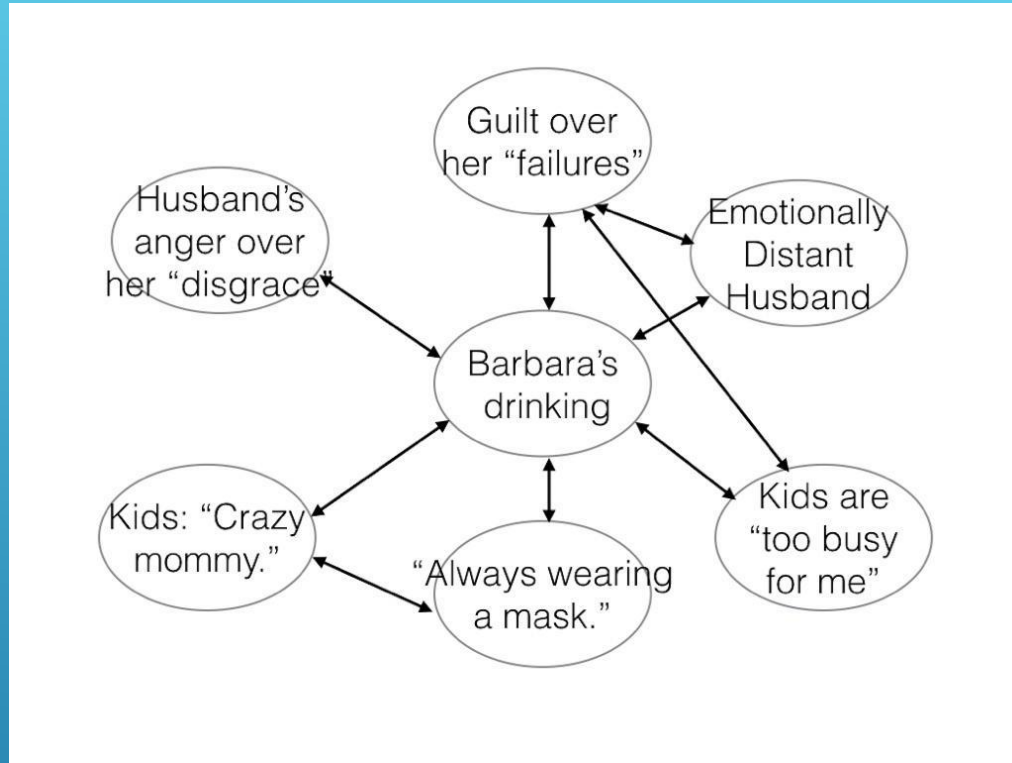 Guilt over
her “failures”
Husband’s
anger over
her “disgrace”
Emotionally
Distant
Husband
Barbara’s
drinking
Kids: “Crazy
mommy.”
“Always wearing
a mask.”
Kids are
“too busy
for me”